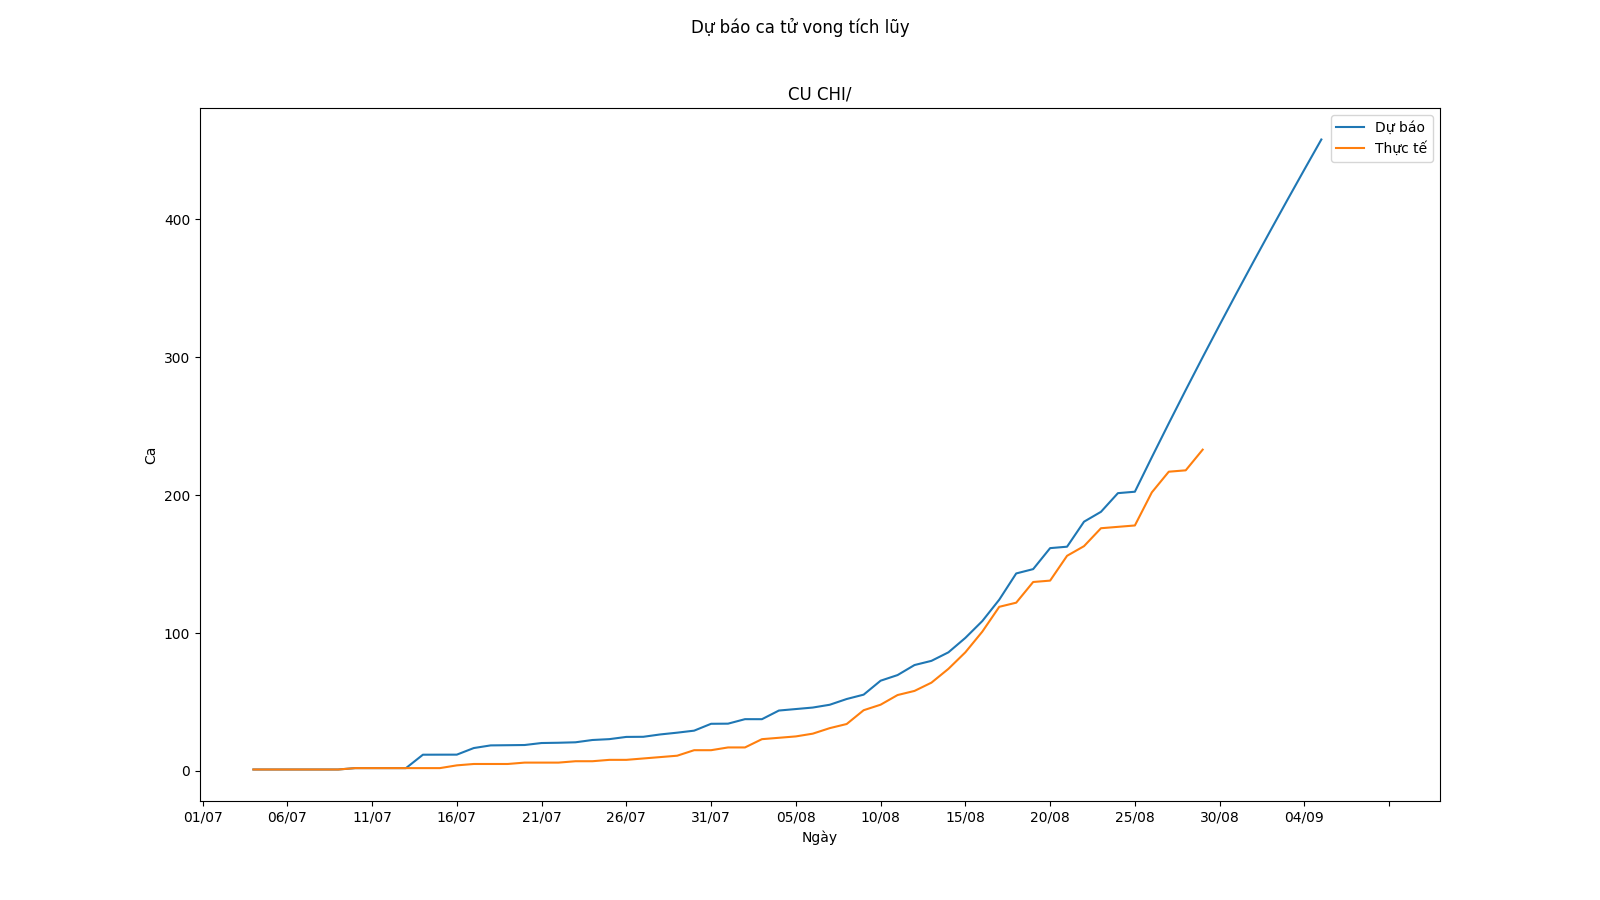 Dự báo ca tử vong tích lũy
CU CHI/
Dự báo
Thực tế
400
300
200
100
0
Ca
01/07 06/07 11/07 16/07 21/07 26/07 31/07 05/08 10/08 15/08 20/08 25/08 30/08 04/09
Ngày